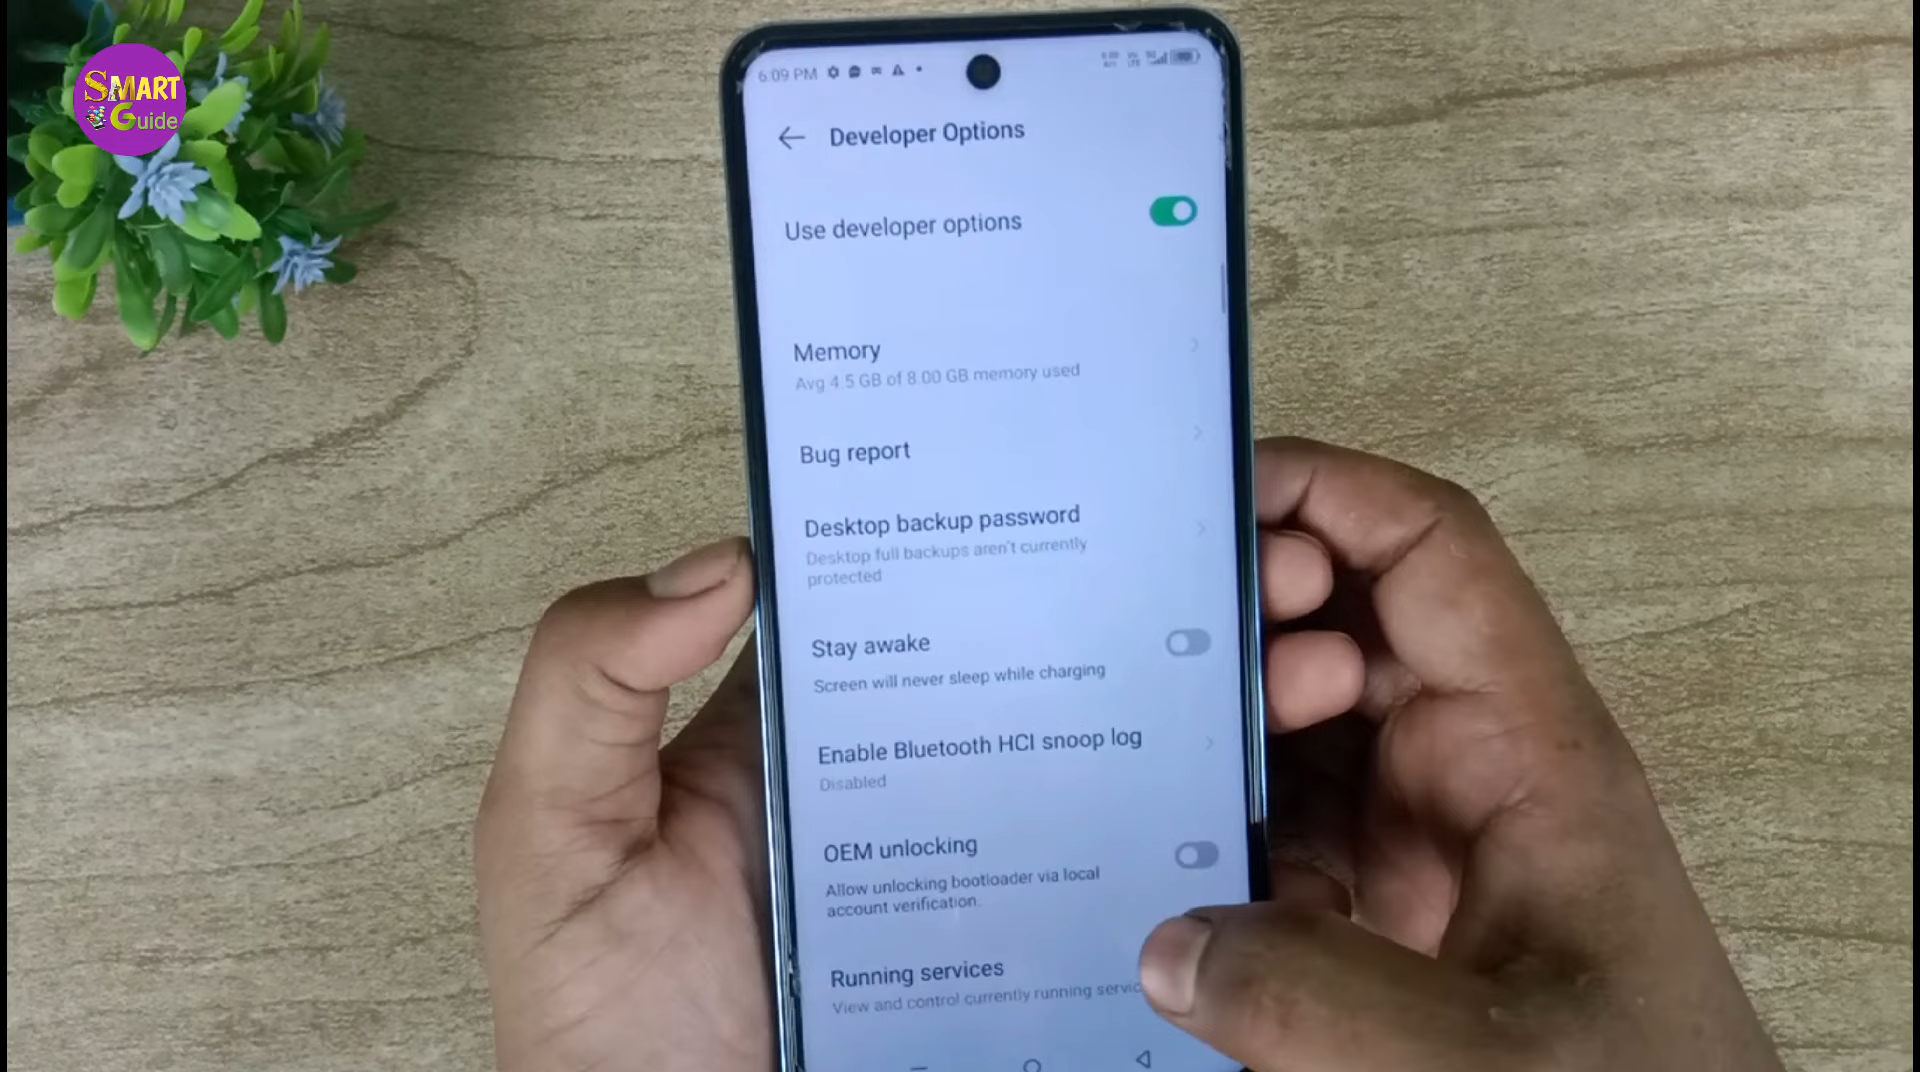 SMART
Guide
6:09 PM
Developer Options
Use developer options
Memory
Avg 4.5 GB of 8.00 GB memory used
Bug report
Desktop backup password
Desktop full backups aren't currently
protected
Stay awake
Screen will never sleep while charging
Enable Bluetooth HCI snoop log
Disabled
OEM unlocking
Allow unlocking bootloader via local
account verification.
Running services
View and control currently running